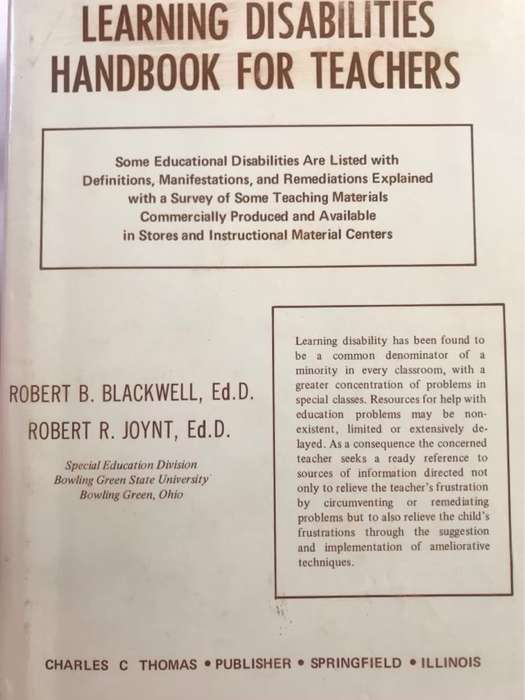 LEARNING DISABILITIES
HANDBOOK FOR TEACHERS
Some Educational Disabilities Are Listed with
Definitions, Manifestations, and Remediations Explained
with a Survey of Some Teaching Materials
Commercially Produced and Available
in Stores and Instructional Material Centers
ROBERT B. BLACKWELL, Ed.D.
ROBERT R. JOYNT, Ed.D.
Special Education Division
Bowling Green State University
Bowling Green, Ohio
Learning disability has been found to
be a common denominator of a
minority in every classroom, with a
greater concentration of problems in
special classes. Resources for help with
education problems may be non-
existent, limited or extensively de-
layed. As a consequence the concerned
teacher seeks a ready reference to
sources of information directed not
only to relieve the teacher's frustration
by circumventing or remediating
problems but to also relieve the child's
frustrations through the suggestion
and implementation of ameliorative
techniques.
CHARLES C THOMAS • PUBLISHER • SPRINGFIELD • ILLINOIS